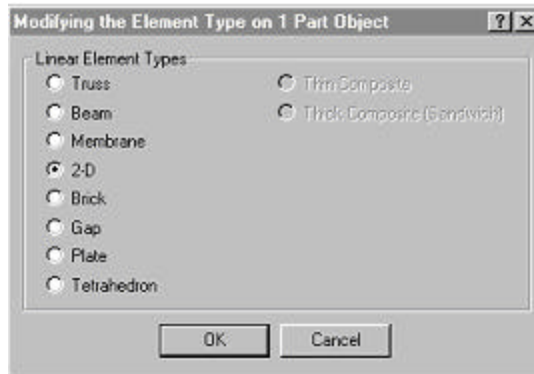 Modifying the Element Type on 1 Part Object
Linear Element Types
Truss
Thin Composite
Beam
Thick Composite (Sandwich)
Membrane
2-D
Brick
Gap
Plate
Tetrahedron
OK Cancel